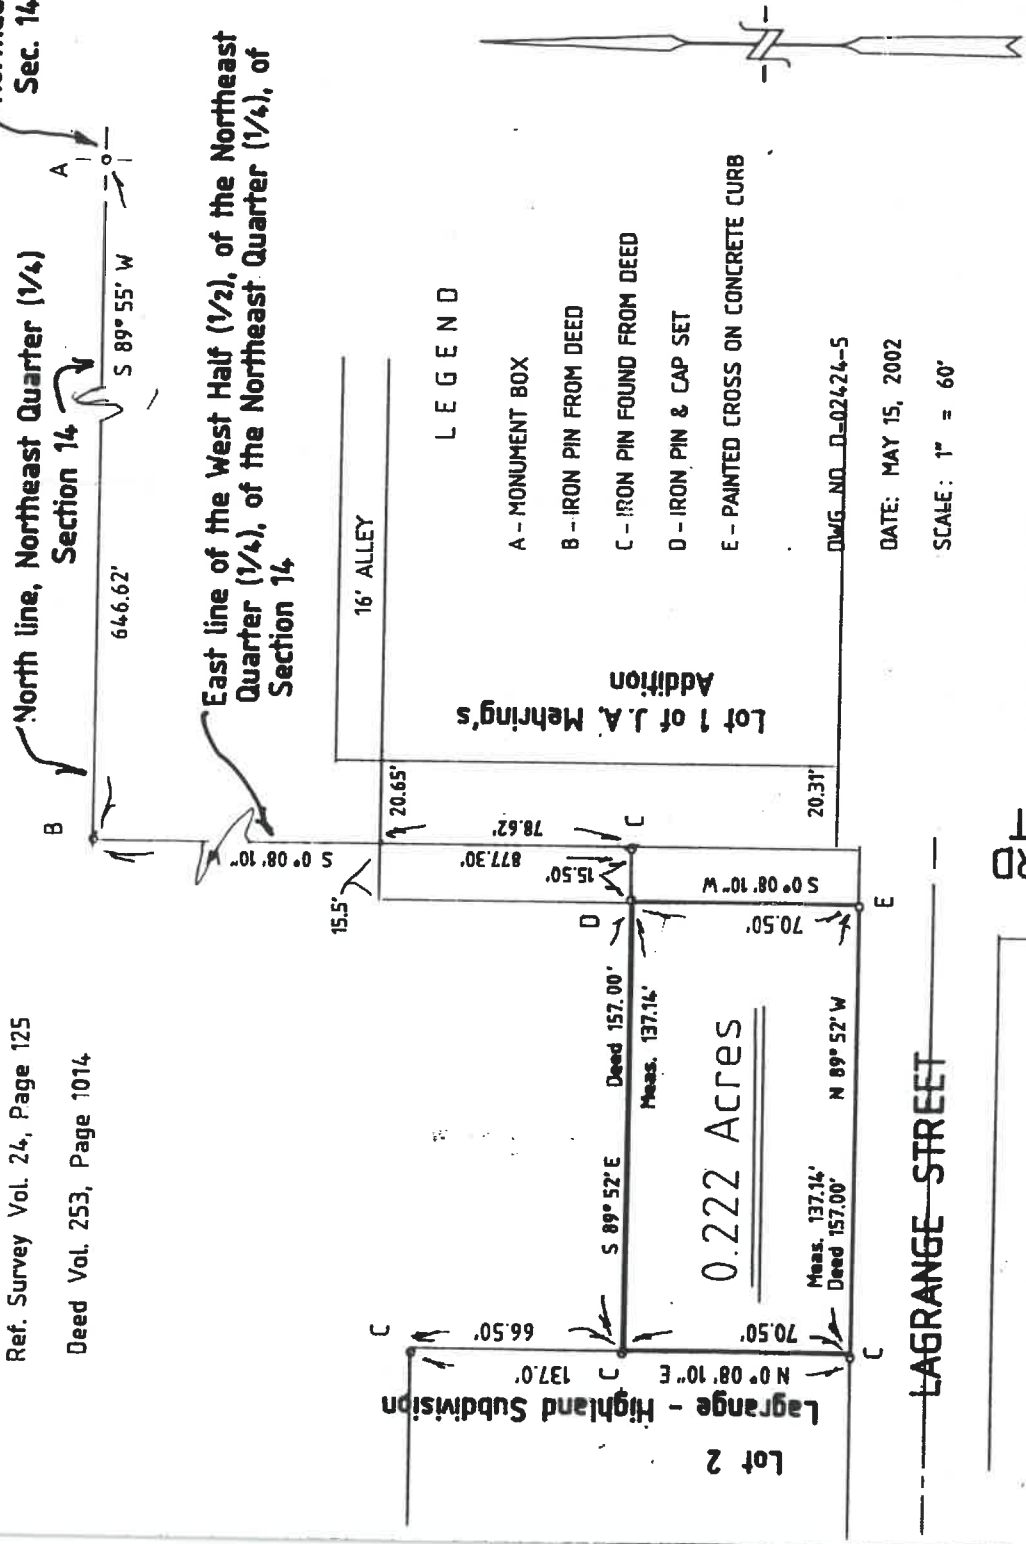 Ref. Survey Vol. 24, Page 125
Deed Vol. 253, Page 1014
North line, Northeast Quarter (1/4)
Section 14
Sec. 14
B
A
646.62'
S 89° 55' W
East line of the West Half (1/2), of the Northeast
Quarter (1/4), of the Northeast Quarter (1/4), of
Section 14
S 0° 08' 10"
16' ALLEY
15.5'
20.65'
877.30'
78.62'
15.50'
C
D
Lot 1 of J.A. Mehring's
Addition
20.31'
LEGEND
A - MONUMENT BOX
B - IRON PIN FROM DEED
C - IRON PIN FOUND FROM DEED
D - IRON PIN & CAP SET
E - PAINTED CROSS ON CONCRETE CURB
DWG. NO. D-02424-5
DATE: MAY 15, 2002
SCALE: 1" = 60'
C
66.50'
137.0'
C
S 89° 52' E
Deed 157.00'
Meas. 137.14'
S 0° 08' 10" W
70.50'
E
0.222 Acres
N 0° 08' 10" E
70.50'
C
Meas. 137.14'
Deed 157.00'
N 89° 52' W
Lot 2
Lagrange - Highland Subdivision
LAGRANGE STREET